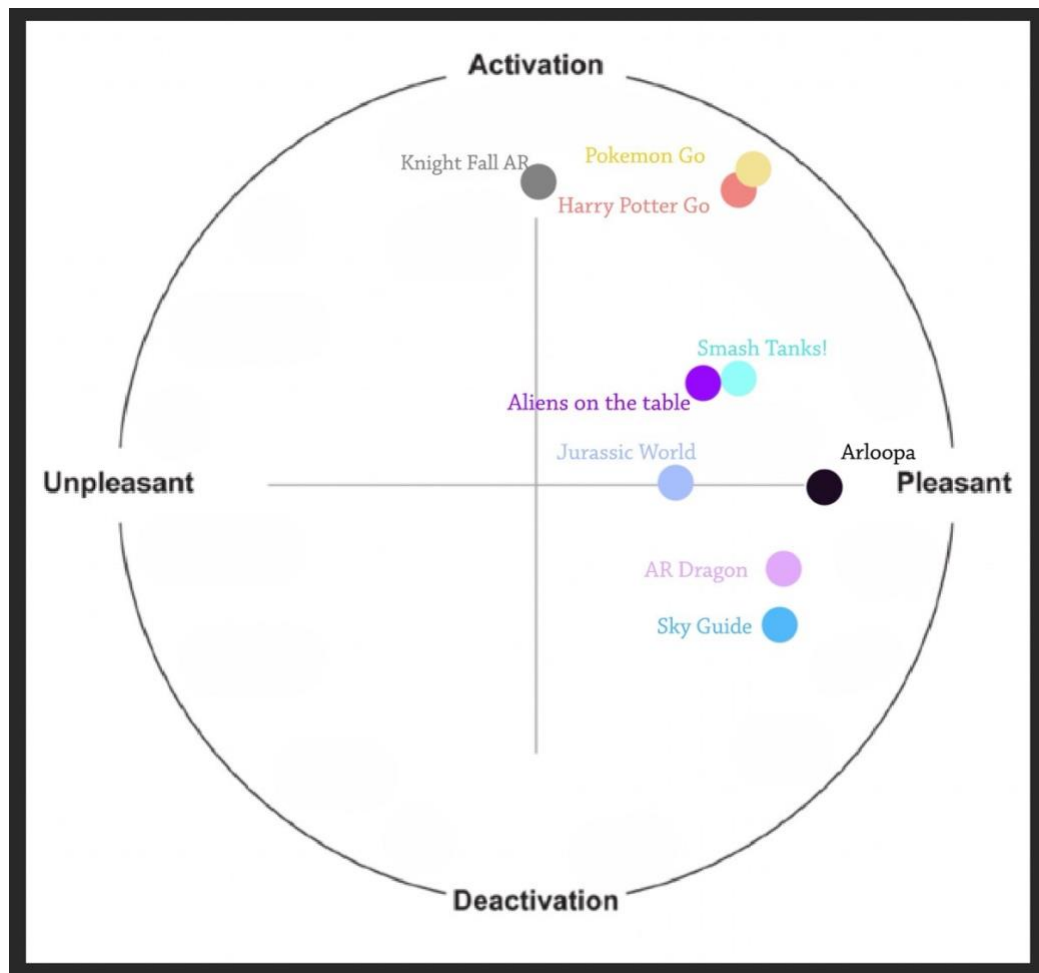 Activation
Pokemon Go
Knight Fall AR
Harry Potter Go
Smash Tanks!
Aliens on the table
Jurassic World
Arloopa
Unpleasant
Pleasant
AR Dragon
Sky Guide
Deactivation